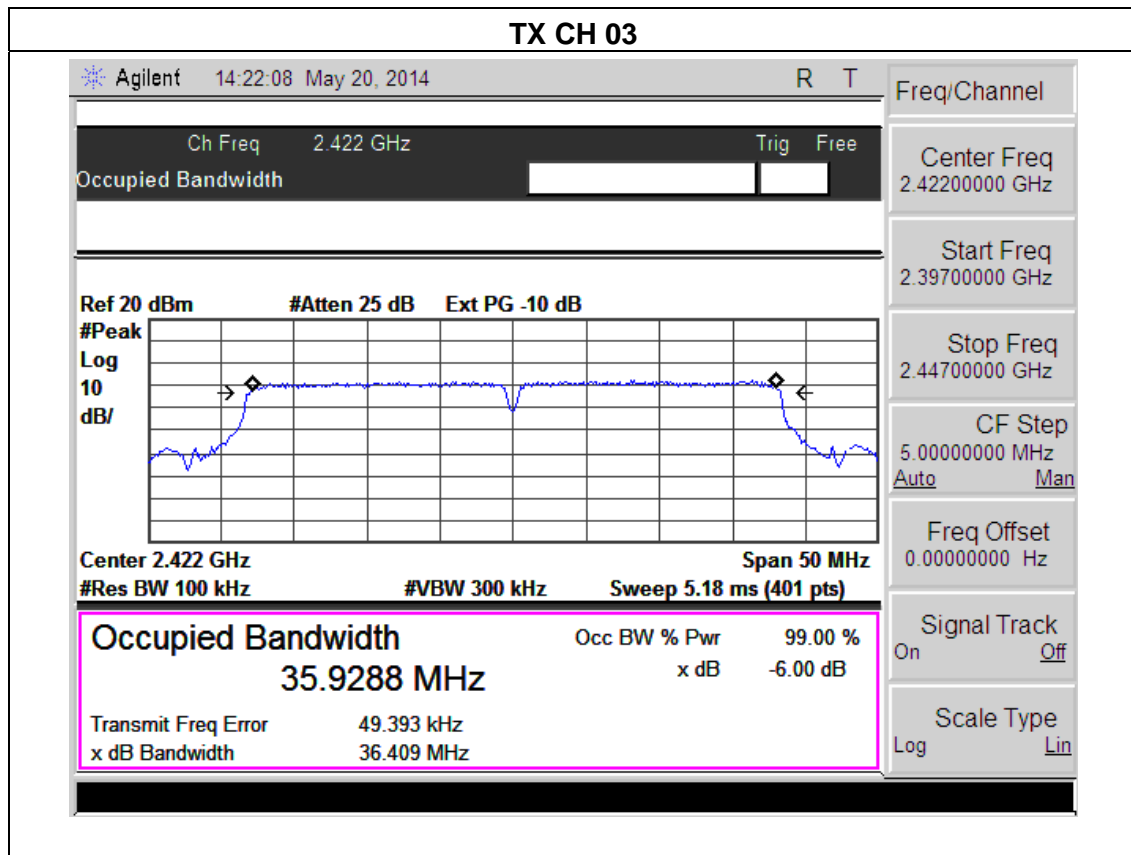 TX CH 03
Agilent 14:22:08 May 20, 2014 R T
Freq/Channel
Ch Freq 2.422 GHz Trig Free
Occupied Bandwidth
Center Freq
2.42200000 GHz
Start Freq
2.39700000 GHz
Stop Freq
2.44700000 GHz
CF Step
5.00000000 MHz
Auto Man
Freq Offset
0.00000000 Hz
Signal Track
On Off
Scale Type
Log Lin
Ref 20 dBm #Atten 25 dB Ext PG -10 dB
#Peak
Log
10
dB/
Center 2.422 GHz Span 50 MHz
#Res BW 100 kHz #VBW 300 kHz Sweep 5.18 ms (401 pts)
Occupied Bandwidth Occ BW % Pwr 99.00 %
35.9288 MHz x dB -6.00 dB
Transmit Freq Error 49.393 kHz
x dB Bandwidth 36.409 MHz